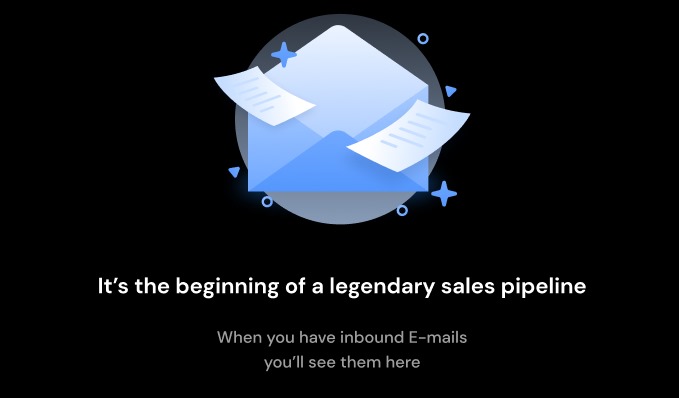 It’s the beginning of a legendary sales pipeline
When you have inbound E-mails
you’ll see them here